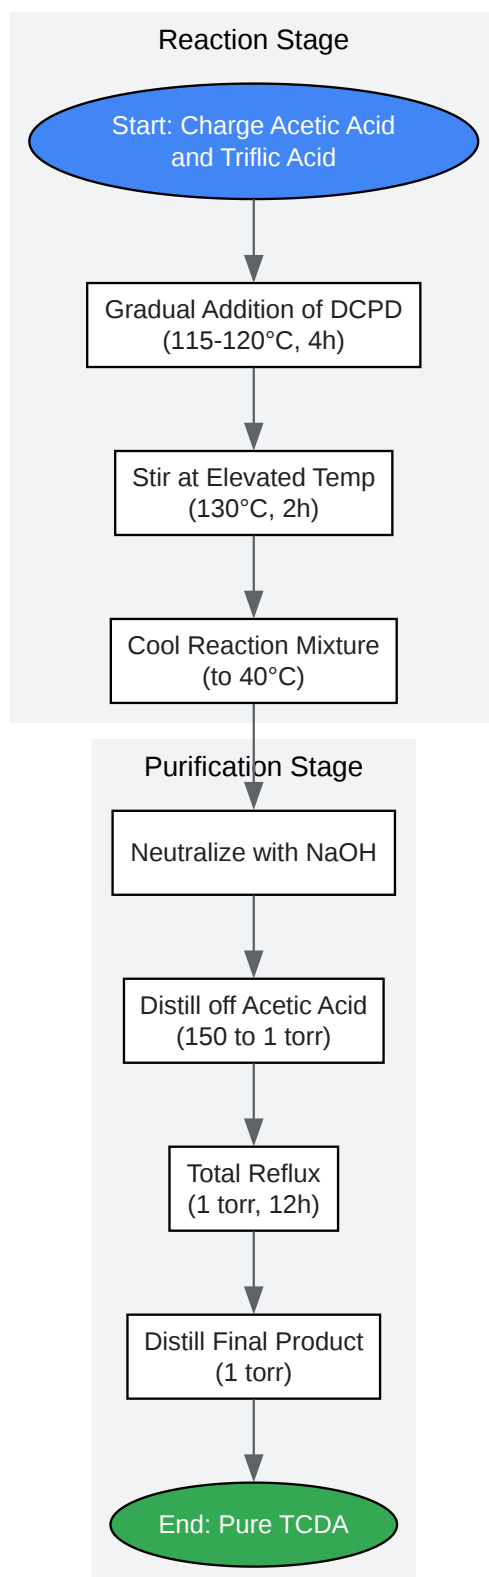 Reaction Stage
Start: Charge Acetic Acid
and Triflic Acid
Gradual Addition of DCPD
(115-120°C, 4h)
Stir at Elevated Temp
(130°C, 2h)
Cool Reaction Mixture
(to 40°C)
Purification Stage
Neutralize with NaOH
Distill off Acetic Acid
(150 to 1 torr)
Total Reflux
(1 torr, 12h)
Distill Final Product
(1 torr)
End: Pure TCDA